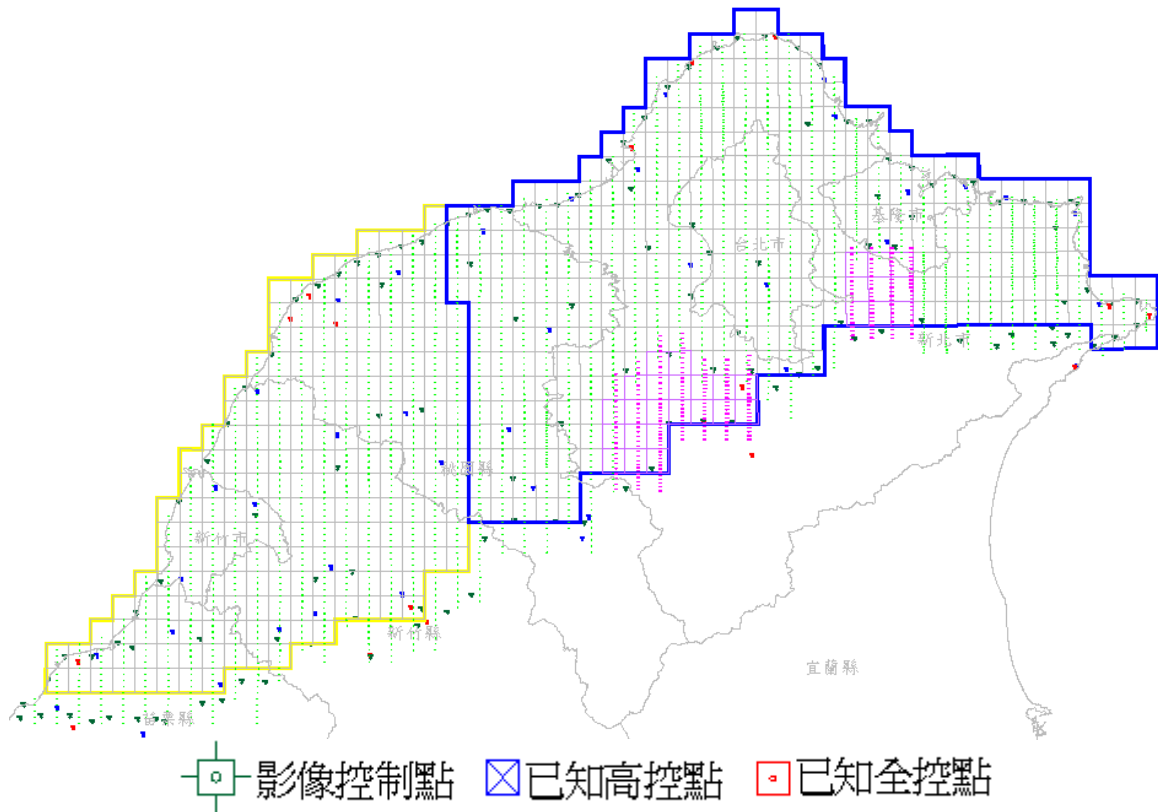 基隆市
台北市
新北市
桃園縣
新竹市
新竹縣
宜蘭縣
苗栗縣
影像控制點 已知高控點 已知全控點